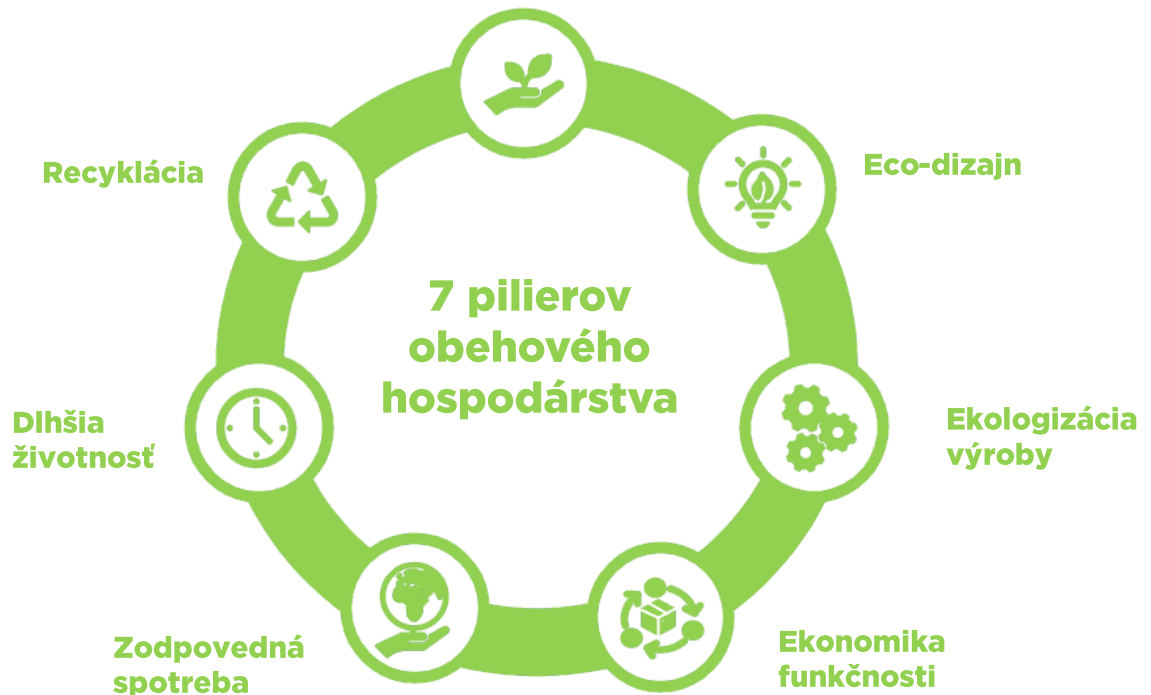 Recyklácia
Eco-dizajn
7 pilierov
obehového
hospodárstva
Dlhšia
životnosť
Ekologizácia
výroby
Zodpovedná
spotreba
Ekonomika
funkčnosti